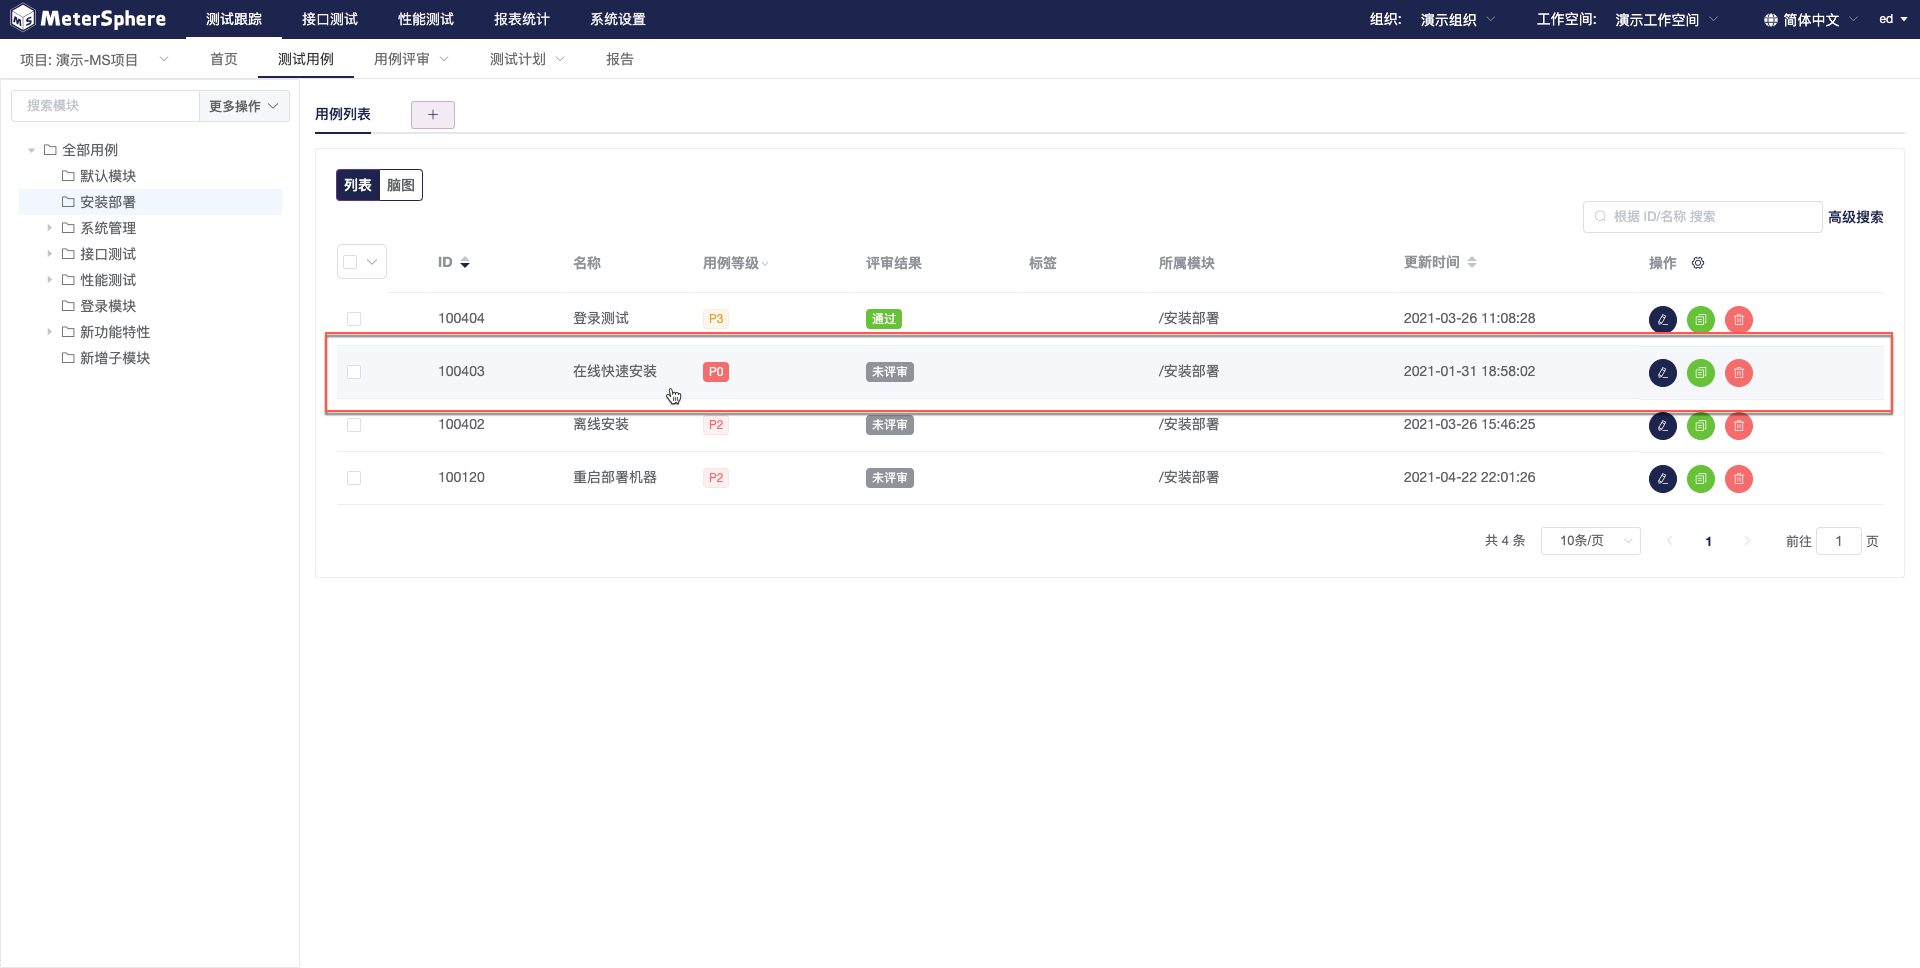 MeterSphere 测试跟踪 接口测试 性能测试 报表统计 系统设置 组织: 演示组织 工作空间: 演示工作空间 简体中文 ed
项目: 演示-MS项目 首页 测试用例 用例评审 测试计划 报告
搜索模块 更多操作
全部用例
默认模块
安装部署
系统管理
接口测试
性能测试
登录模块
新功能特性
新增子模块
用例列表 +
列表 脑图
根据 ID/名称 搜索 高级搜索
ID 名称 用例等级 评审结果 标签 所属模块 更新时间 操作
100404 登录测试 P3 通过 /安装部署 2021-03-26 11:08:28
100403 在线快速安装 P0 未评审 /安装部署 2021-01-31 18:58:02
100402 离线安装 P2 未评审 /安装部署 2021-03-26 15:46:25
100120 重启部署机器 P2 未评审 /安装部署 2021-04-22 22:01:26
共 4 条 10条/页 1 前往 1 页